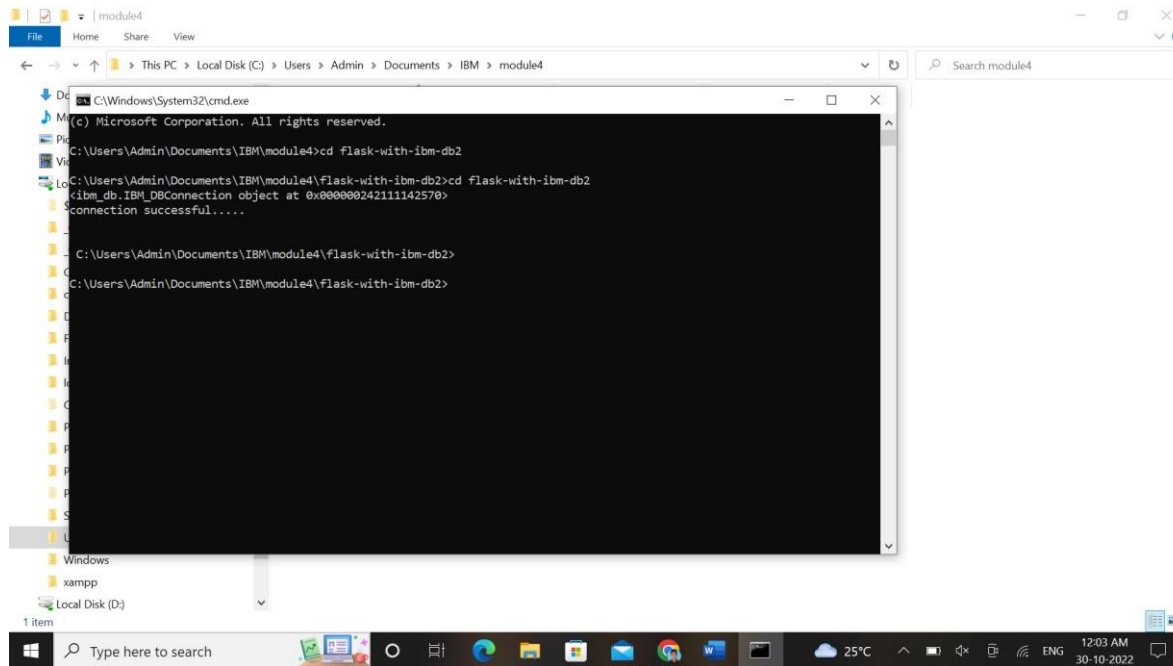 module4
File Home Share View
This PC > Local Disk (C:) > Users > Admin > Documents > IBM > module4
Search module4
C:\Windows\System32\cmd.exe
(c) Microsoft Corporation. All rights reserved.
C:\Users\Admin\Documents\IBM\module4>cd flask-with-ibm-db2
C:\Users\Admin\Documents\IBM\module4\flask-with-ibm-db2>cd flask-with-ibm-db2
<ibm_db.IBM_DBConnection object at 0x000000242111142570>
connection successful.....
C:\Users\Admin\Documents\IBM\module4\flask-with-ibm-db2>
C:\Users\Admin\Documents\IBM\module4\flask-with-ibm-db2>
Windows
xampp
Local Disk (D:)
1 item
Type here to search
25°C
ENG
12:03 AM
30-10-2022